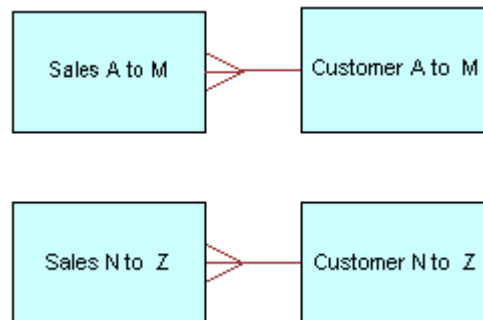 Sales A to M
Customer A to M
Sales N to Z
Customer N to Z